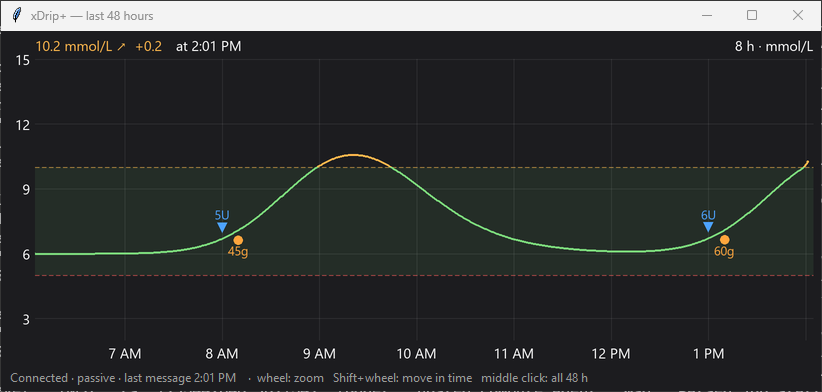 xDrip+ — last 48 hours
10.2 mmol/L ↗ +0.2 at 2:01 PM
8 h · mmol/L
15
12
9
6
3
5U
45g
6U
60g
7 AM 8 AM 9 AM 10 AM 11 AM 12 PM 1 PM
Connected · passive · last message 2:01 PM · wheel: zoom Shift+wheel: move in time middle click: all 48 h